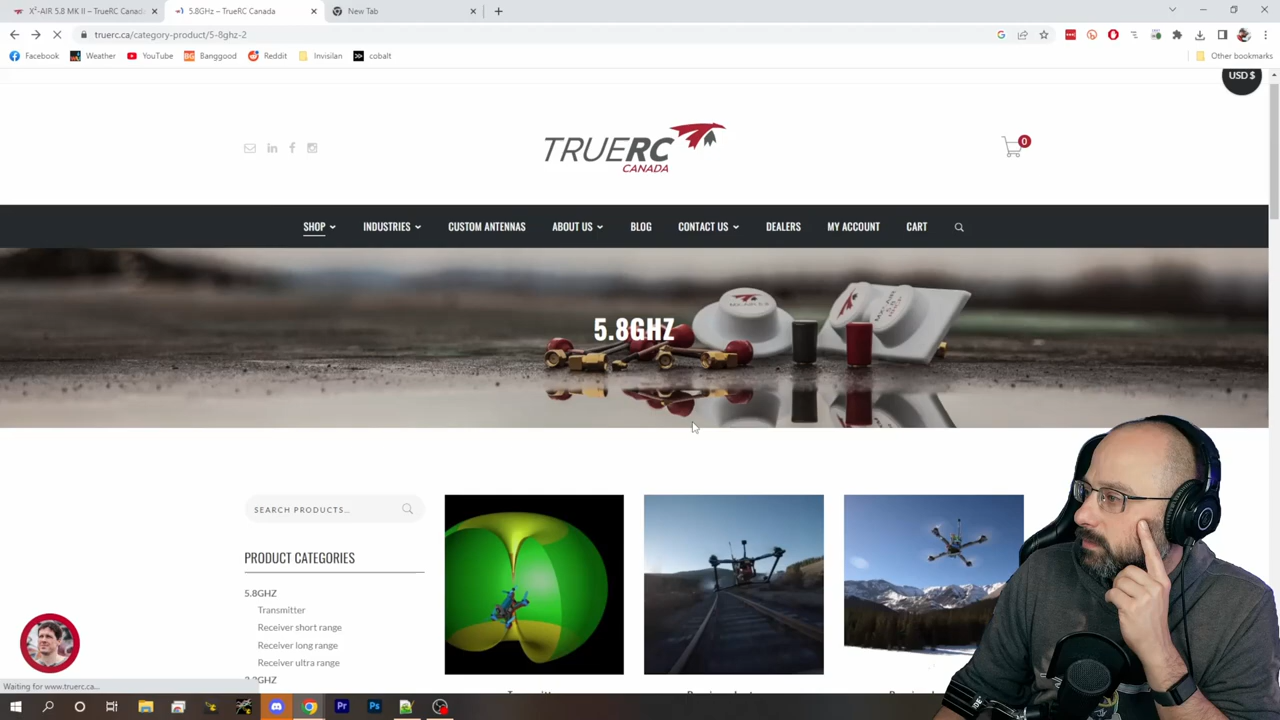 X²-AIR 5.8 MK II – TrueRC Canad
5.8GHz – TrueRC Canada
New Tab
truerc.ca/category-product/5-8ghz-2
Facebook
Weather
YouTube
BG Banggood
Reddit
Invisilan
cobalt
Other bookmarks
USD $
TRUERC
CANADA
0
SHOP
INDUSTRIES
CUSTOM ANTENNAS
ABOUT US
BLOG
CONTACT US
DEALERS
MY ACCOUNT
CART
5.8GHZ
SEARCH PRODUCTS...
PRODUCT CATEGORIES
5.8GHZ
Transmitter
Receiver short range
Receiver long range
Receiver ultra range
Waiting for www.truerc.ca...